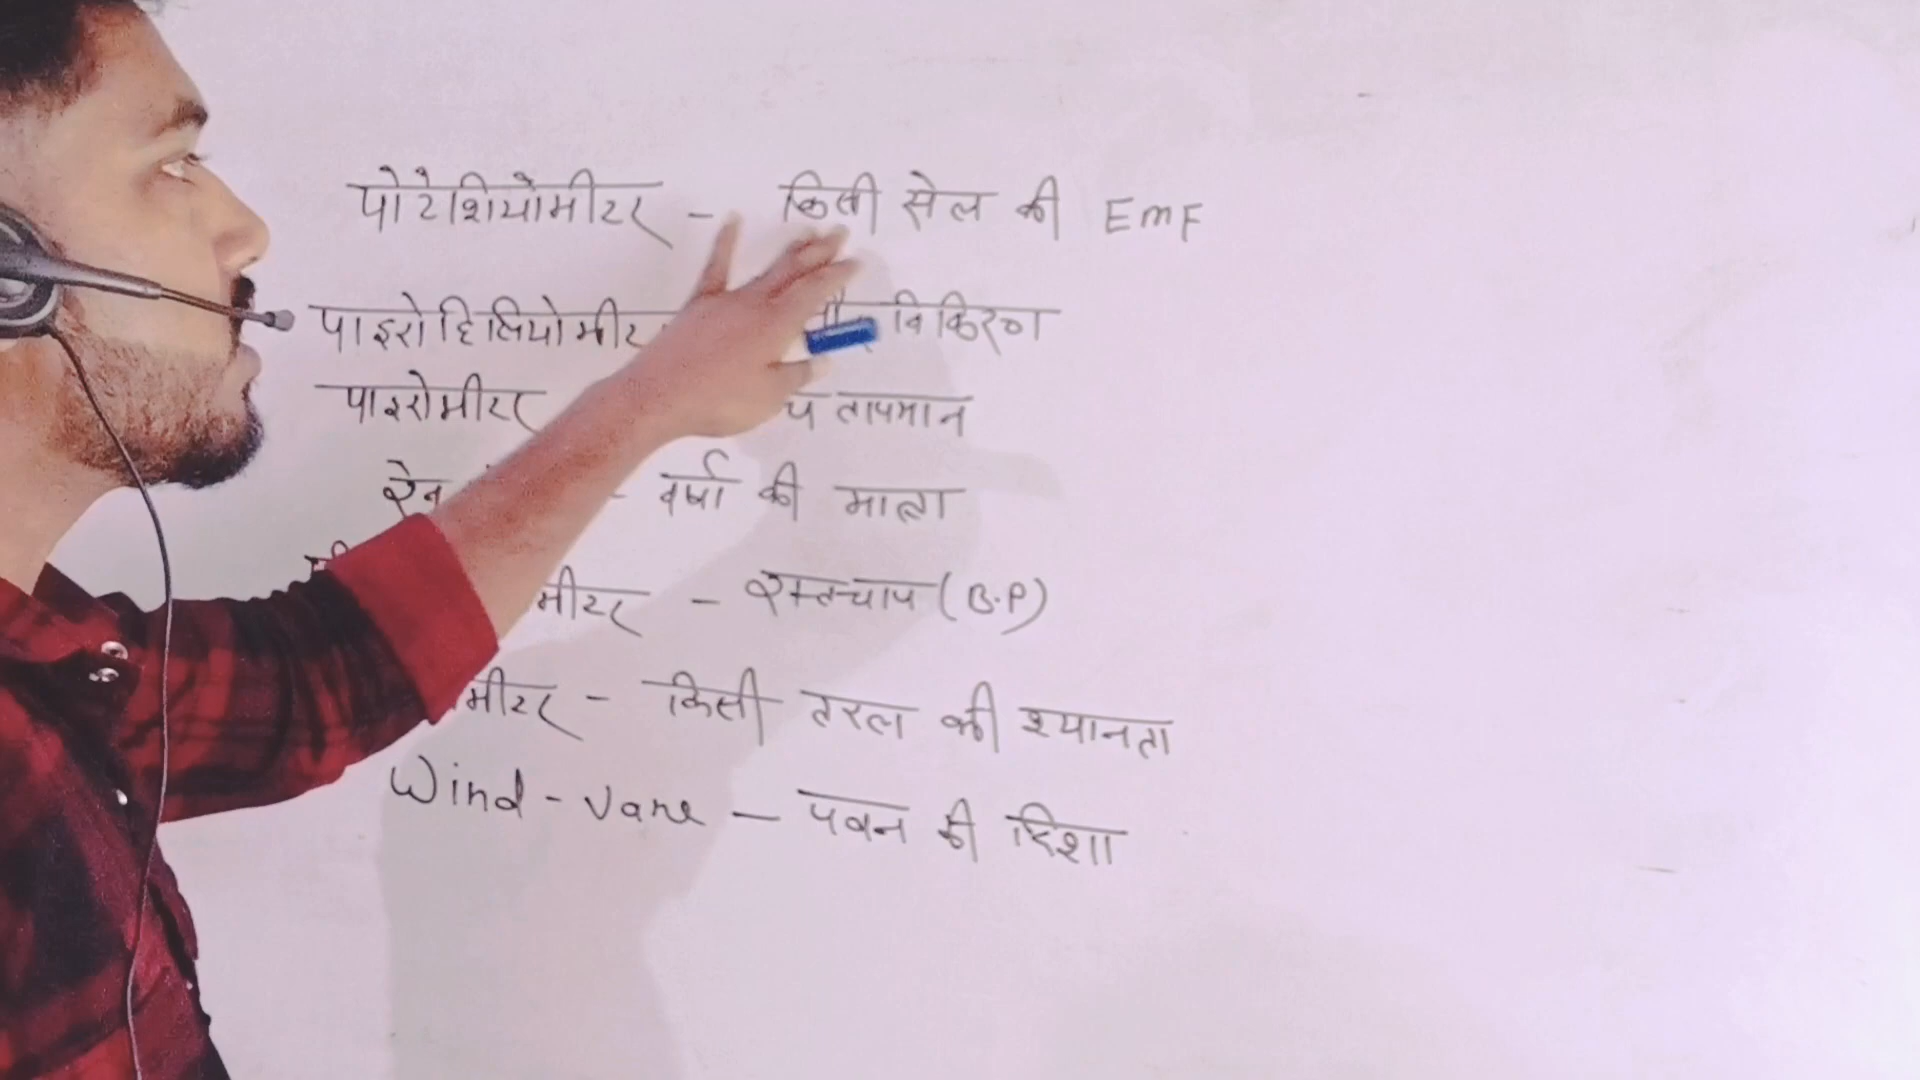 पोटेशियोमीटर - किसी सेल की EmF
पाइरोहिलियोमीटर विकिरण
पाइरोमीटर तापमान
रेन - वर्षा की मात्रा
मीटर - रक्तचाप (B.P)
मीटर - किसी तरल की श्यानता
Wind-Vane - पवन की दिशा